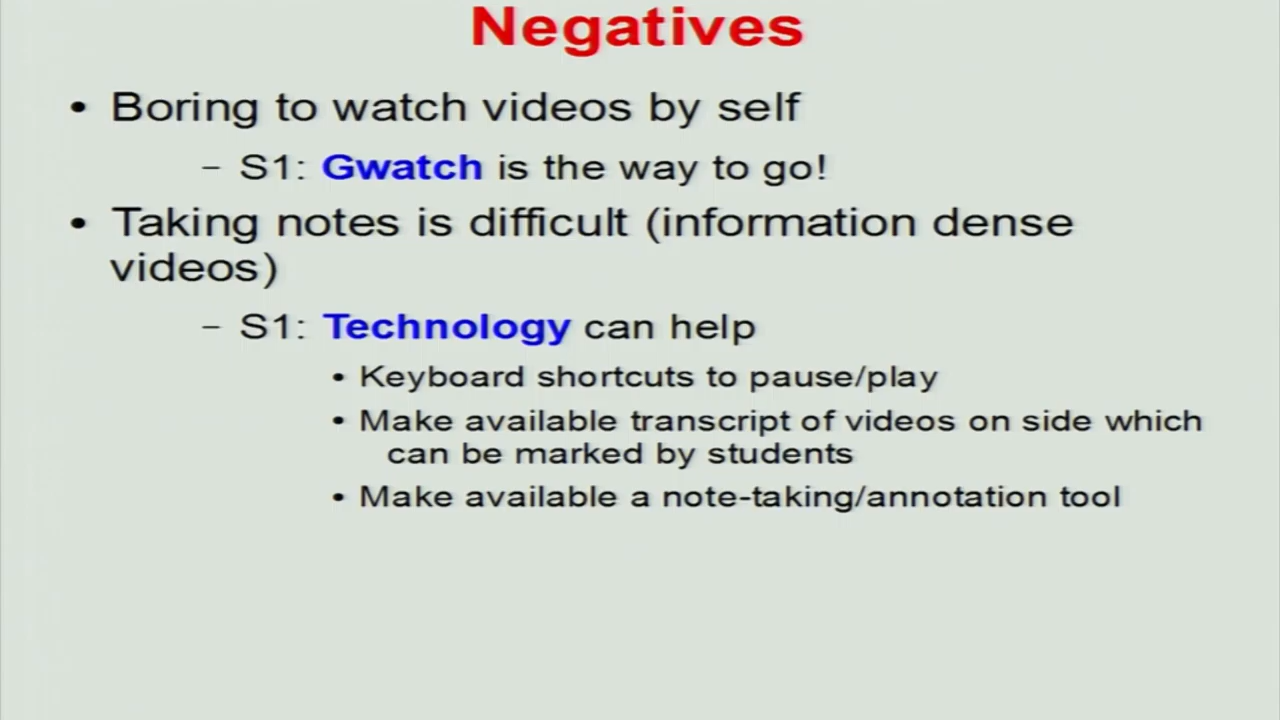 Negatives
• Boring to watch videos by self
– S1: Gwatch is the way to go!
• Taking notes is difficult (information dense
videos)
– S1: Technology can help
• Keyboard shortcuts to pause/play
• Make available transcript of videos on side which
can be marked by students
• Make available a note-taking/annotation tool